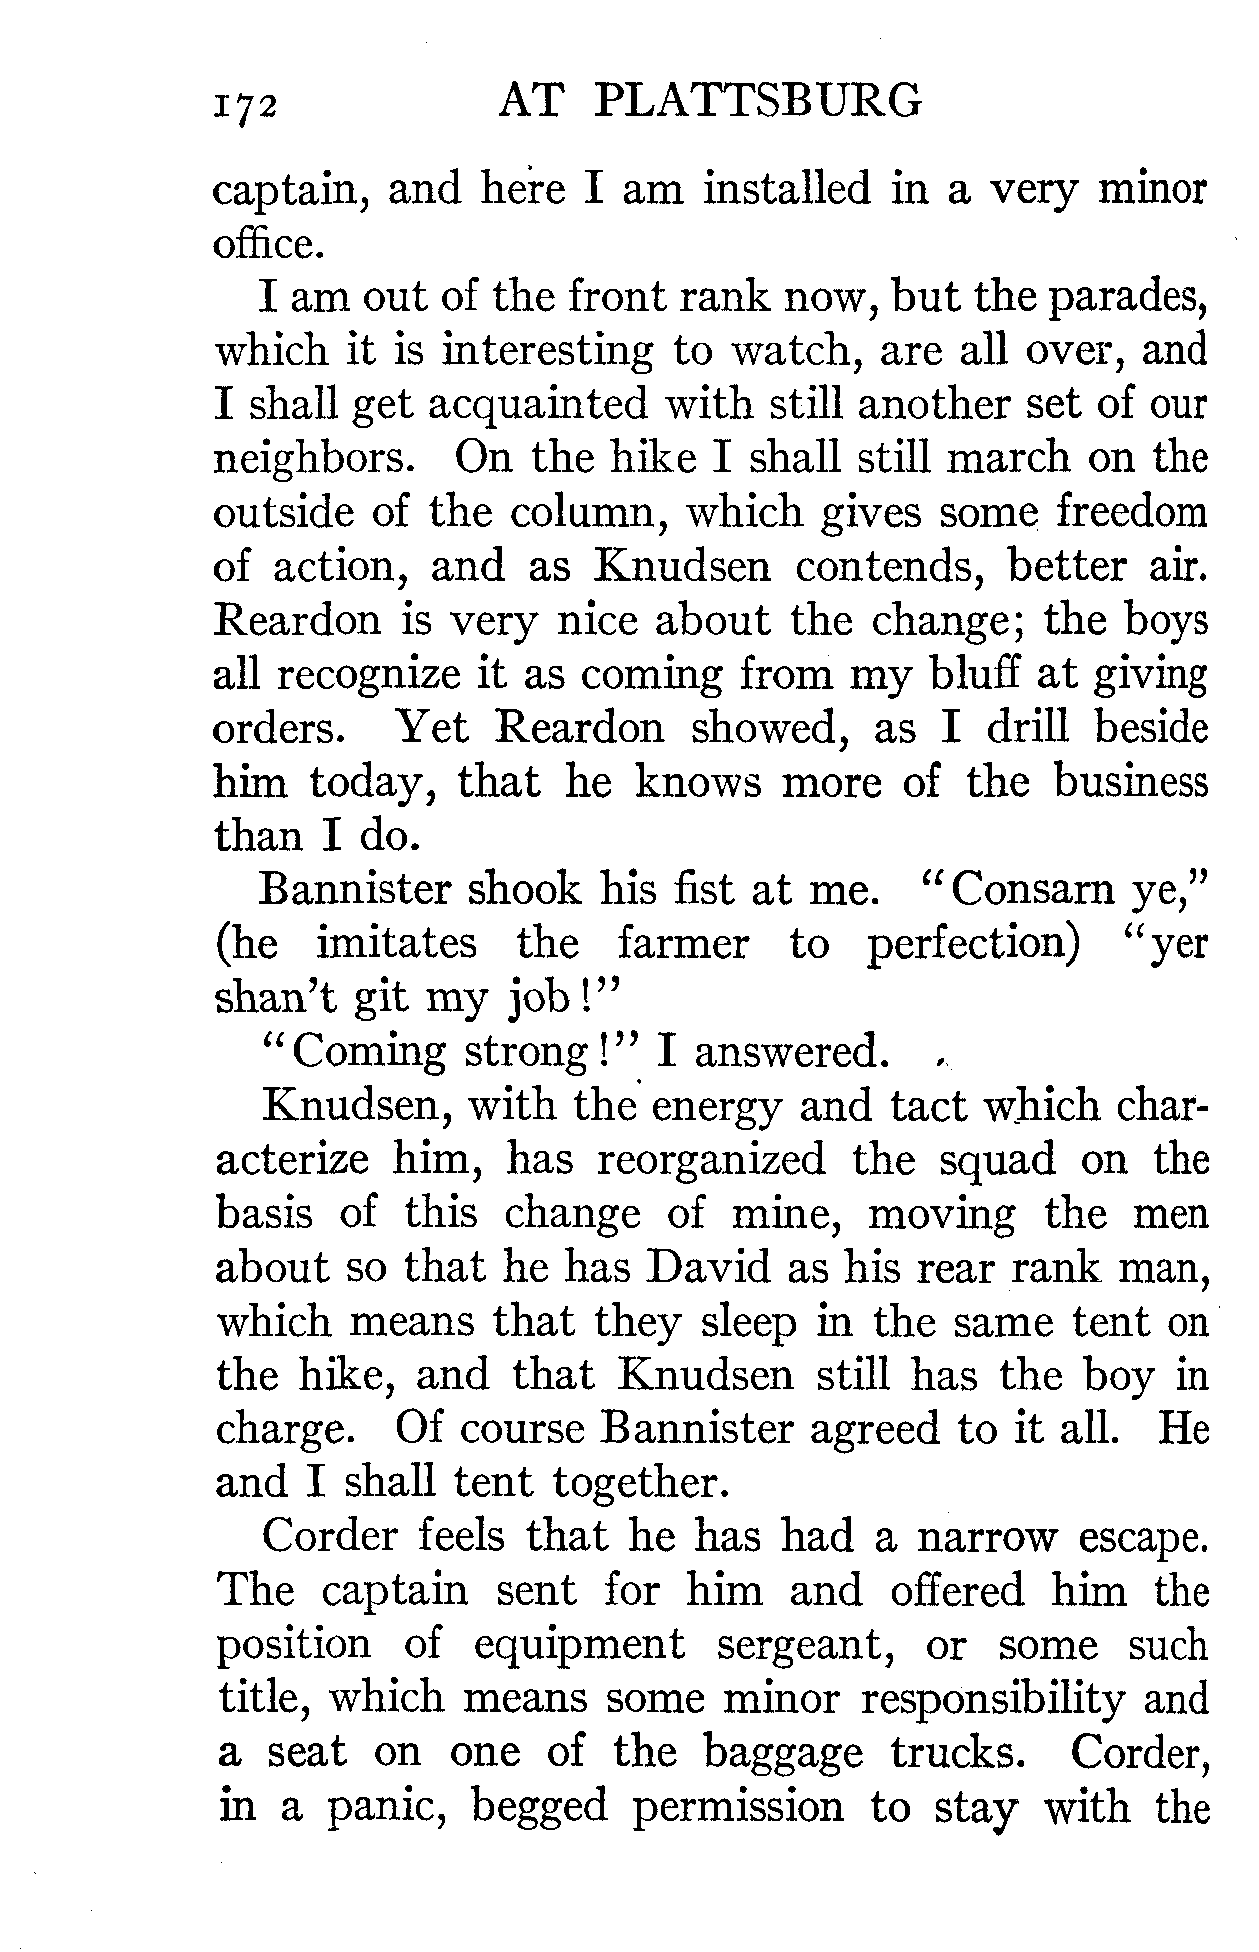 172 AT PLATTSBURG
captain, and here I am installed in a very minor
office.
I am out of the front rank now, but the parades,
which it is interesting to watch, are all over, and
I shall get acquainted with still another set of our
neighbors. On the hike I shall still march on the
outside of the column, which gives some freedom
of action, and as Knudsen contends, better air.
Reardon is very nice about the change; the boys
all recognize it as coming from my bluff at giving
orders. Yet Reardon showed, as I drill beside
him today, that he knows more of the business
than I do.
Bannister shook his fist at me. “Consarn ye,”
(he imitates the farmer to perfection) “yer
shan’t git my job!”
“Coming strong!” I answered.
Knudsen, with the energy and tact which char-
acterize him, has reorganized the squad on the
basis of this change of mine, moving the men
about so that he has David as his rear rank man,
which means that they sleep in the same tent on
the hike, and that Knudsen still has the boy in
charge. Of course Bannister agreed to it all. He
and I shall tent together.
Corder feels that he has had a narrow escape.
The captain sent for him and offered him the
position of equipment sergeant, or some such
title, which means some minor responsibility and
a seat on one of the baggage trucks. Corder,
in a panic, begged permission to stay with the